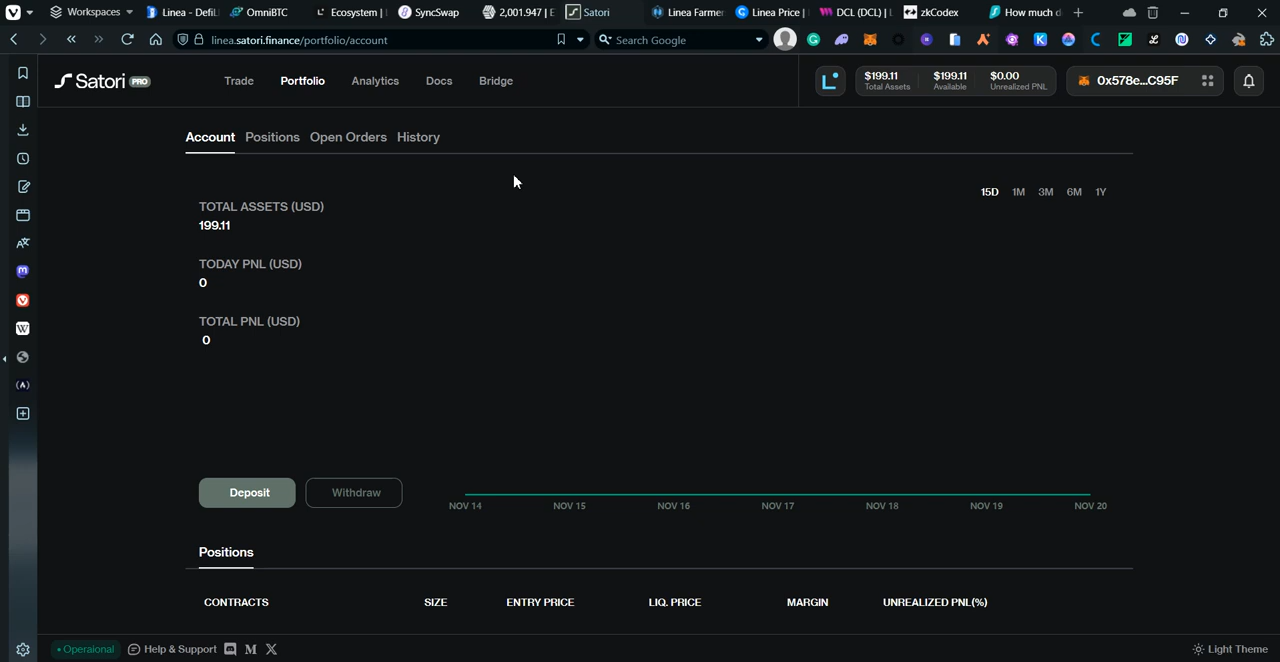 Workspaces
Linea - Defil
OmniBTC
Ecosystem |
SyncSwap
2,001.947 | E
Satori
Linea Farmer
Linea Price |
DCL (DCL) | L
zkCodex
How much d
linea.satori.finance/portfolio/account
Search Google
Satori PRO
Trade
Portfolio
Analytics
Docs
Bridge
$199.11
Total Assets
$199.11
Available
$0.00
Unrealized PNL
0x578e...C95F
Account
Positions
Open Orders
History
15D
1M
3M
6M
1Y
TOTAL ASSETS (USD)
199.11
TODAY PNL (USD)
0
TOTAL PNL (USD)
0
Deposit
Withdraw
NOV 14
NOV 15
NOV 16
NOV 17
NOV 18
NOV 19
NOV 20
Positions
CONTRACTS
SIZE
ENTRY PRICE
LIQ. PRICE
MARGIN
UNREALIZED PNL(%)
Operaional
Help & Support
Light Theme